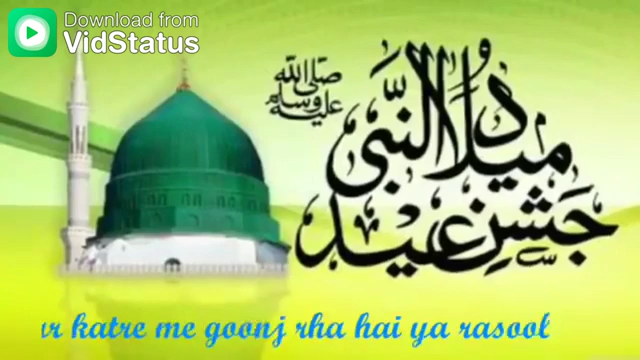 Download from
VidStatus
صلی اللہ
علیہ وسلم
میلاد النبی
جشن عید
katre me goonj rha hai ya rasool